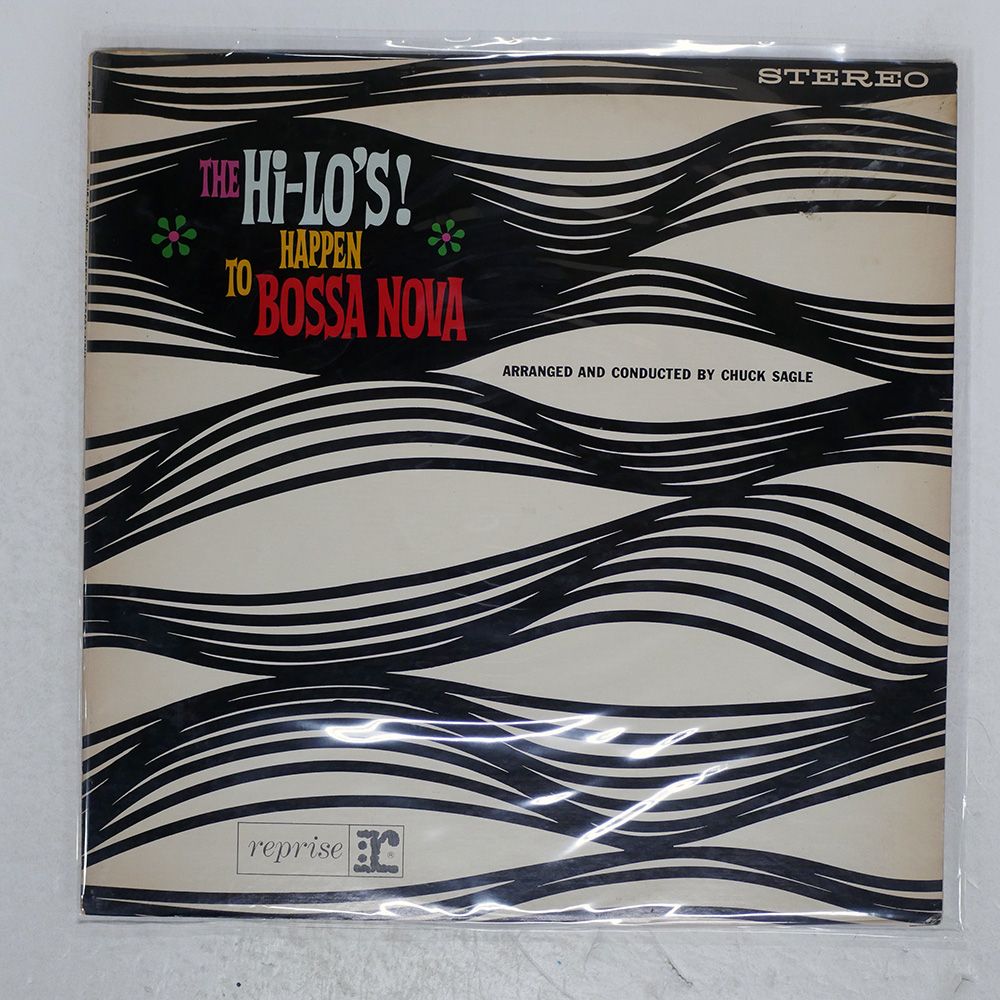 STEREO
THE Hi-LO'S!
HAPPEN
TO BOSSA NOVA
ARRANGED AND CONDUCTED BY CHUCK SAGLE
reprise r ®